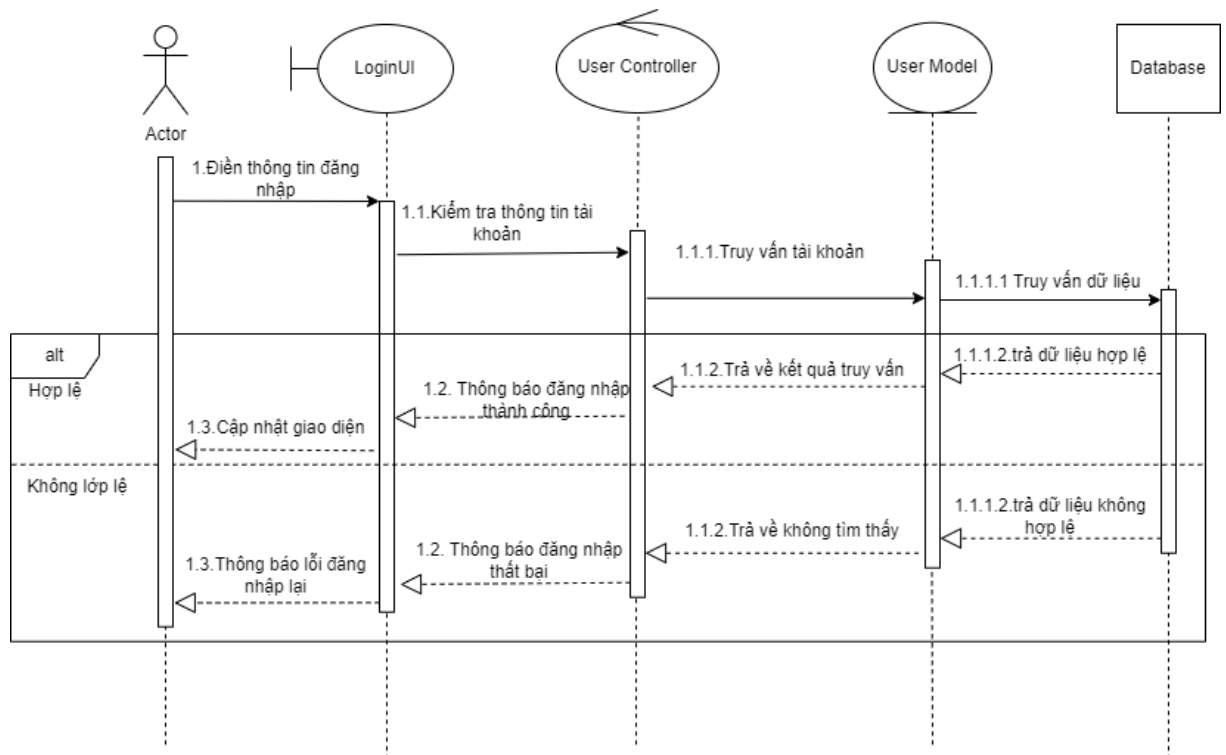 LoginUI
User Controller
User Model
Database
Actor
1.Điền thông tin đăng
nhập
1.1.Kiểm tra thông tin tài
khoản
1.1.1.Truy vấn tài khoản
1.1.1.1 Truy vấn dữ liệu
alt
Hợp lệ
1.1.1.2.trả dữ liệu hợp lệ
1.1.2.Trả về kết quả truy vấn
1.2. Thông báo đăng nhập
thành công
1.3.Cập nhật giao diện
Không lớp lệ
1.1.1.2.trả dữ liệu không
hợp lệ
1.1.2.Trả về không tìm thấy
1.2. Thông báo đăng nhập
thất bại
1.3.Thông báo lỗi đăng
nhập lại